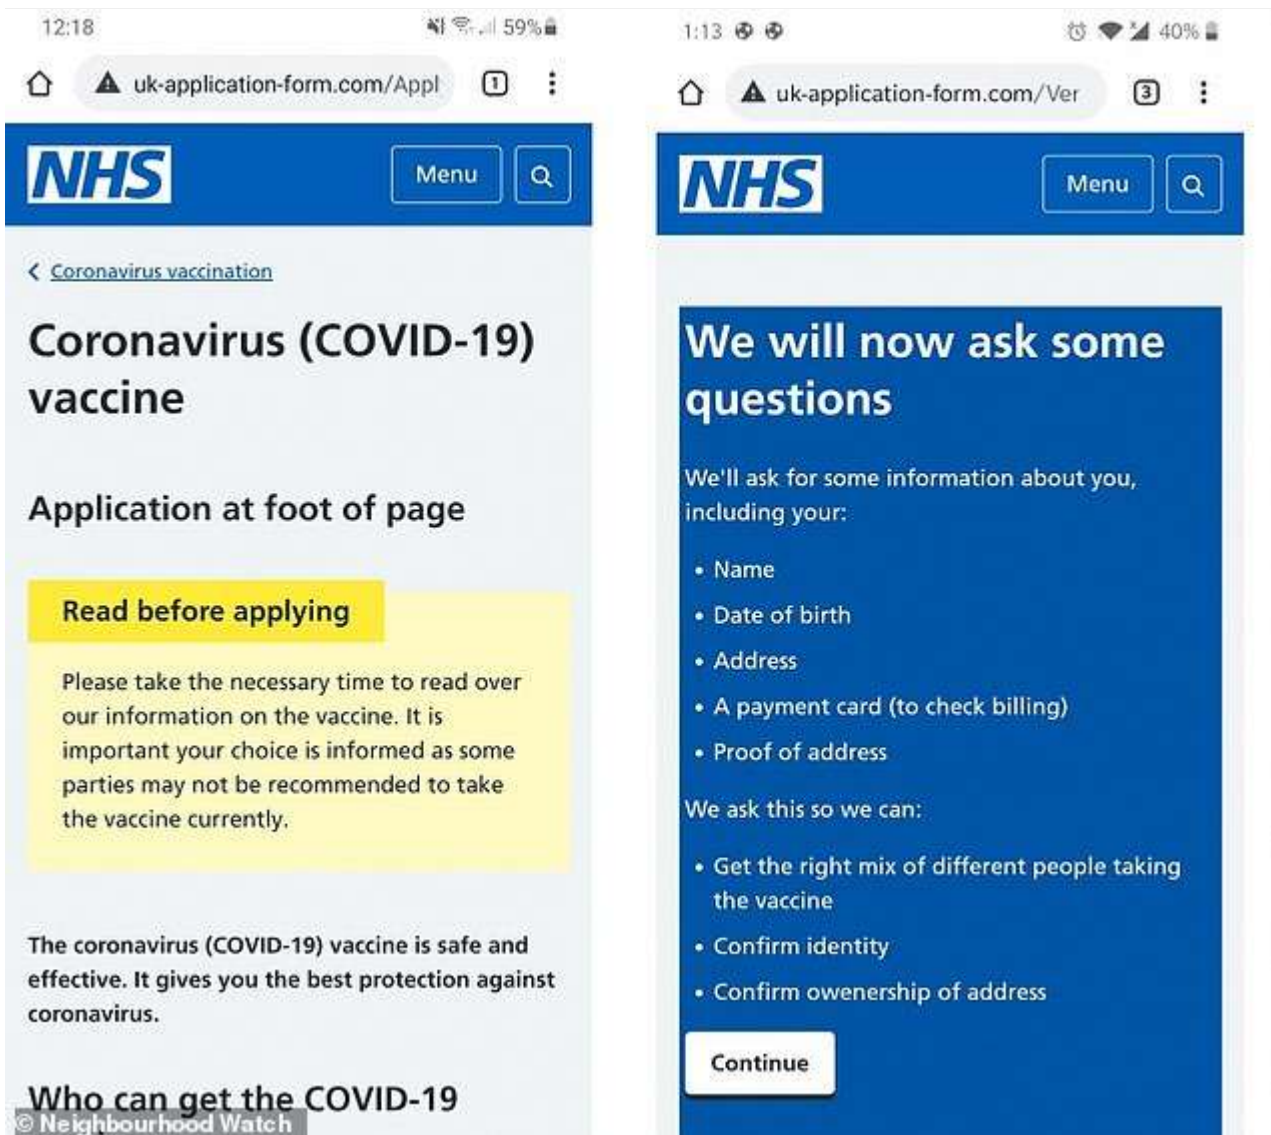 12:18
59%
uk-application-form.com/Appl
1
NHS
Menu
Coronavirus vaccination
Coronavirus (COVID-19)
vaccine
Application at foot of page
Read before applying
Please take the necessary time to read over
our information on the vaccine. It is
important your choice is informed as some
parties may not be recommended to take
the vaccine currently.
The coronavirus (COVID-19) vaccine is safe and
effective. It gives you the best protection against
coronavirus.
Who can get the COVID-19
© Neighbourhood Watch
1:13
40%
uk-application-form.com/Ver
3
NHS
Menu
We will now ask some
questions
We'll ask for some information about you,
including your:
• Name
• Date of birth
• Address
• A payment card (to check billing)
• Proof of address
We ask this so we can:
• Get the right mix of different people taking
the vaccine
• Confirm identity
• Confirm owenership of address
Continue